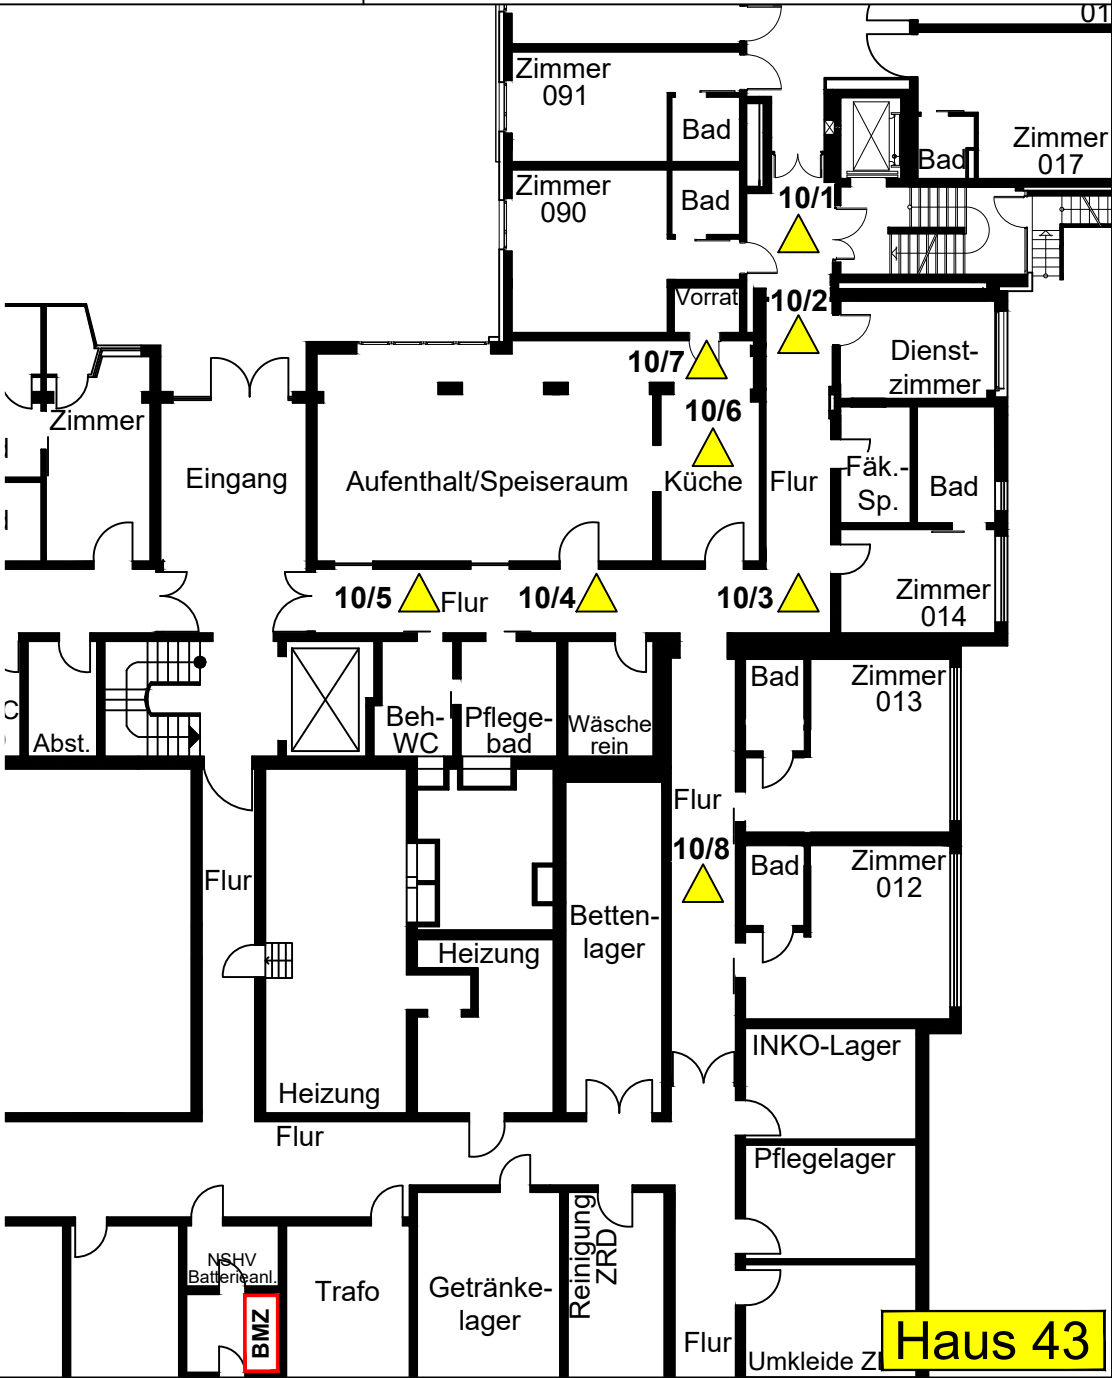 01
Zimmer
091
Bad
Zimmer
017
Bad
Zimmer
090
Bad
10/1
Vorrat
10/2
10/7
Dienst-
zimmer
Zimmer
10/6
Eingang
Aufenthalt/Speiseraum
Küche
Flur
Fäk.-
Sp.
Bad
10/5
Flur
10/4
10/3
Zimmer
014
Bad
Zimmer
013
C
Abst.
Beh-
WC
Pflege-
bad
Wäsche
rein
Flur
10/8
Bad
Zimmer
012
Flur
Betten-
lager
Heizung
INKO-Lager
Heizung
Flur
Pflegelager
NSHV
Batterieanl.
BMZ
Trafo
Getränke-
lager
Reinigung
ZRD
Flur
Umkleide
Haus 43